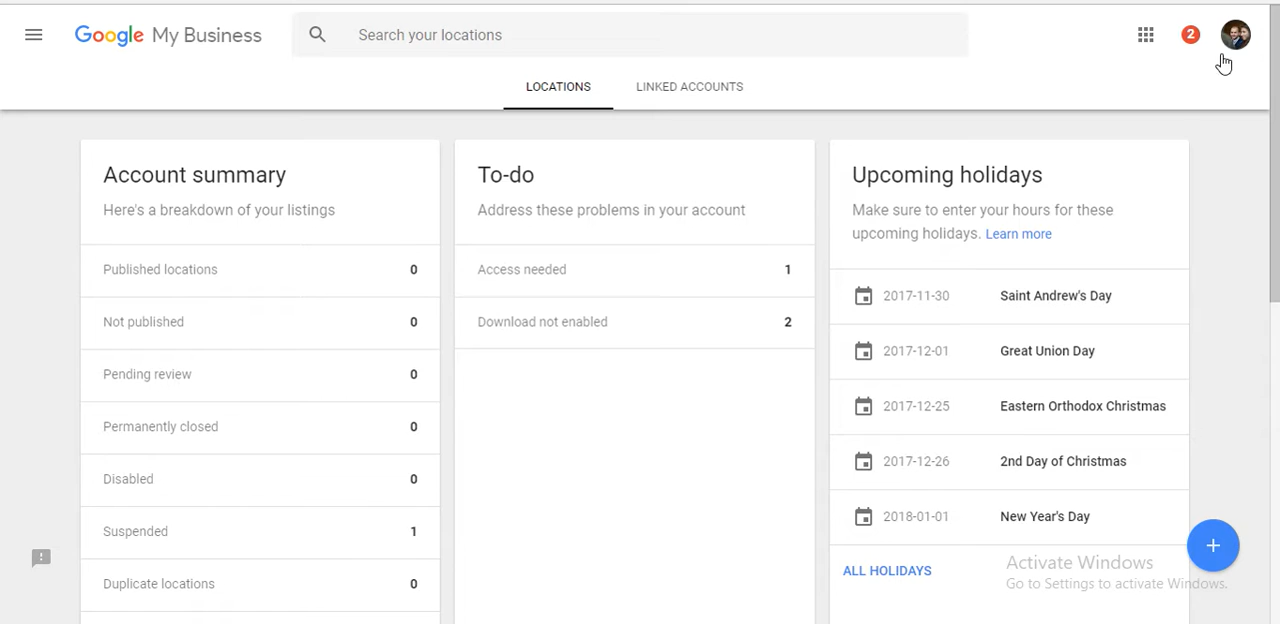 Google My Business
Search your locations
2
LOCATIONS
LINKED ACCOUNTS
Account summary
Here's a breakdown of your listings
Published locations 0
Not published 0
Pending review 0
Permanently closed 0
Disabled 0
Suspended 1
Duplicate locations 0
To-do
Address these problems in your account
Access needed 1
Download not enabled 2
Upcoming holidays
Make sure to enter your hours for these
upcoming holidays. Learn more
2017-11-30 Saint Andrew's Day
2017-12-01 Great Union Day
2017-12-25 Eastern Orthodox Christmas
2017-12-26 2nd Day of Christmas
2018-01-01 New Year's Day
ALL HOLIDAYS
+
Activate Windows
Go to Settings to activate Windows.